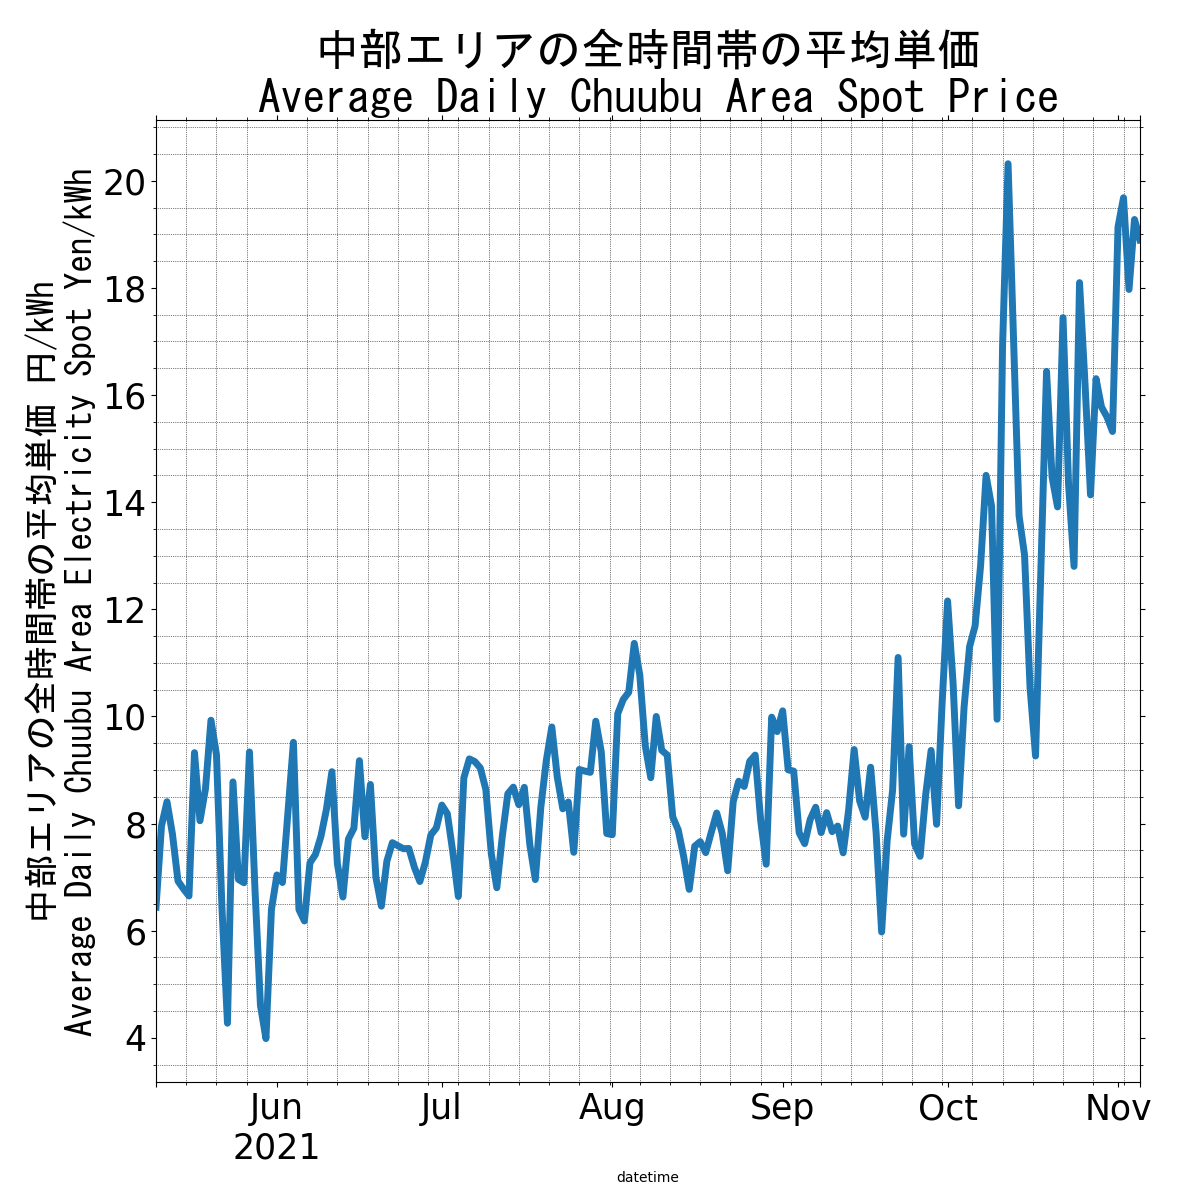 中部エリアの全時間帯の平均単価
Average Daily Chuubu Area Spot Price
中部エリアの全時間帯の平均単価 円/kWh
Average Daily Chuubu Area Electricity Spot Yen/kWh
20
18
16
14
12
10
8
6
4
Jun Jul Aug Sep Oct Nov
2021
datetime